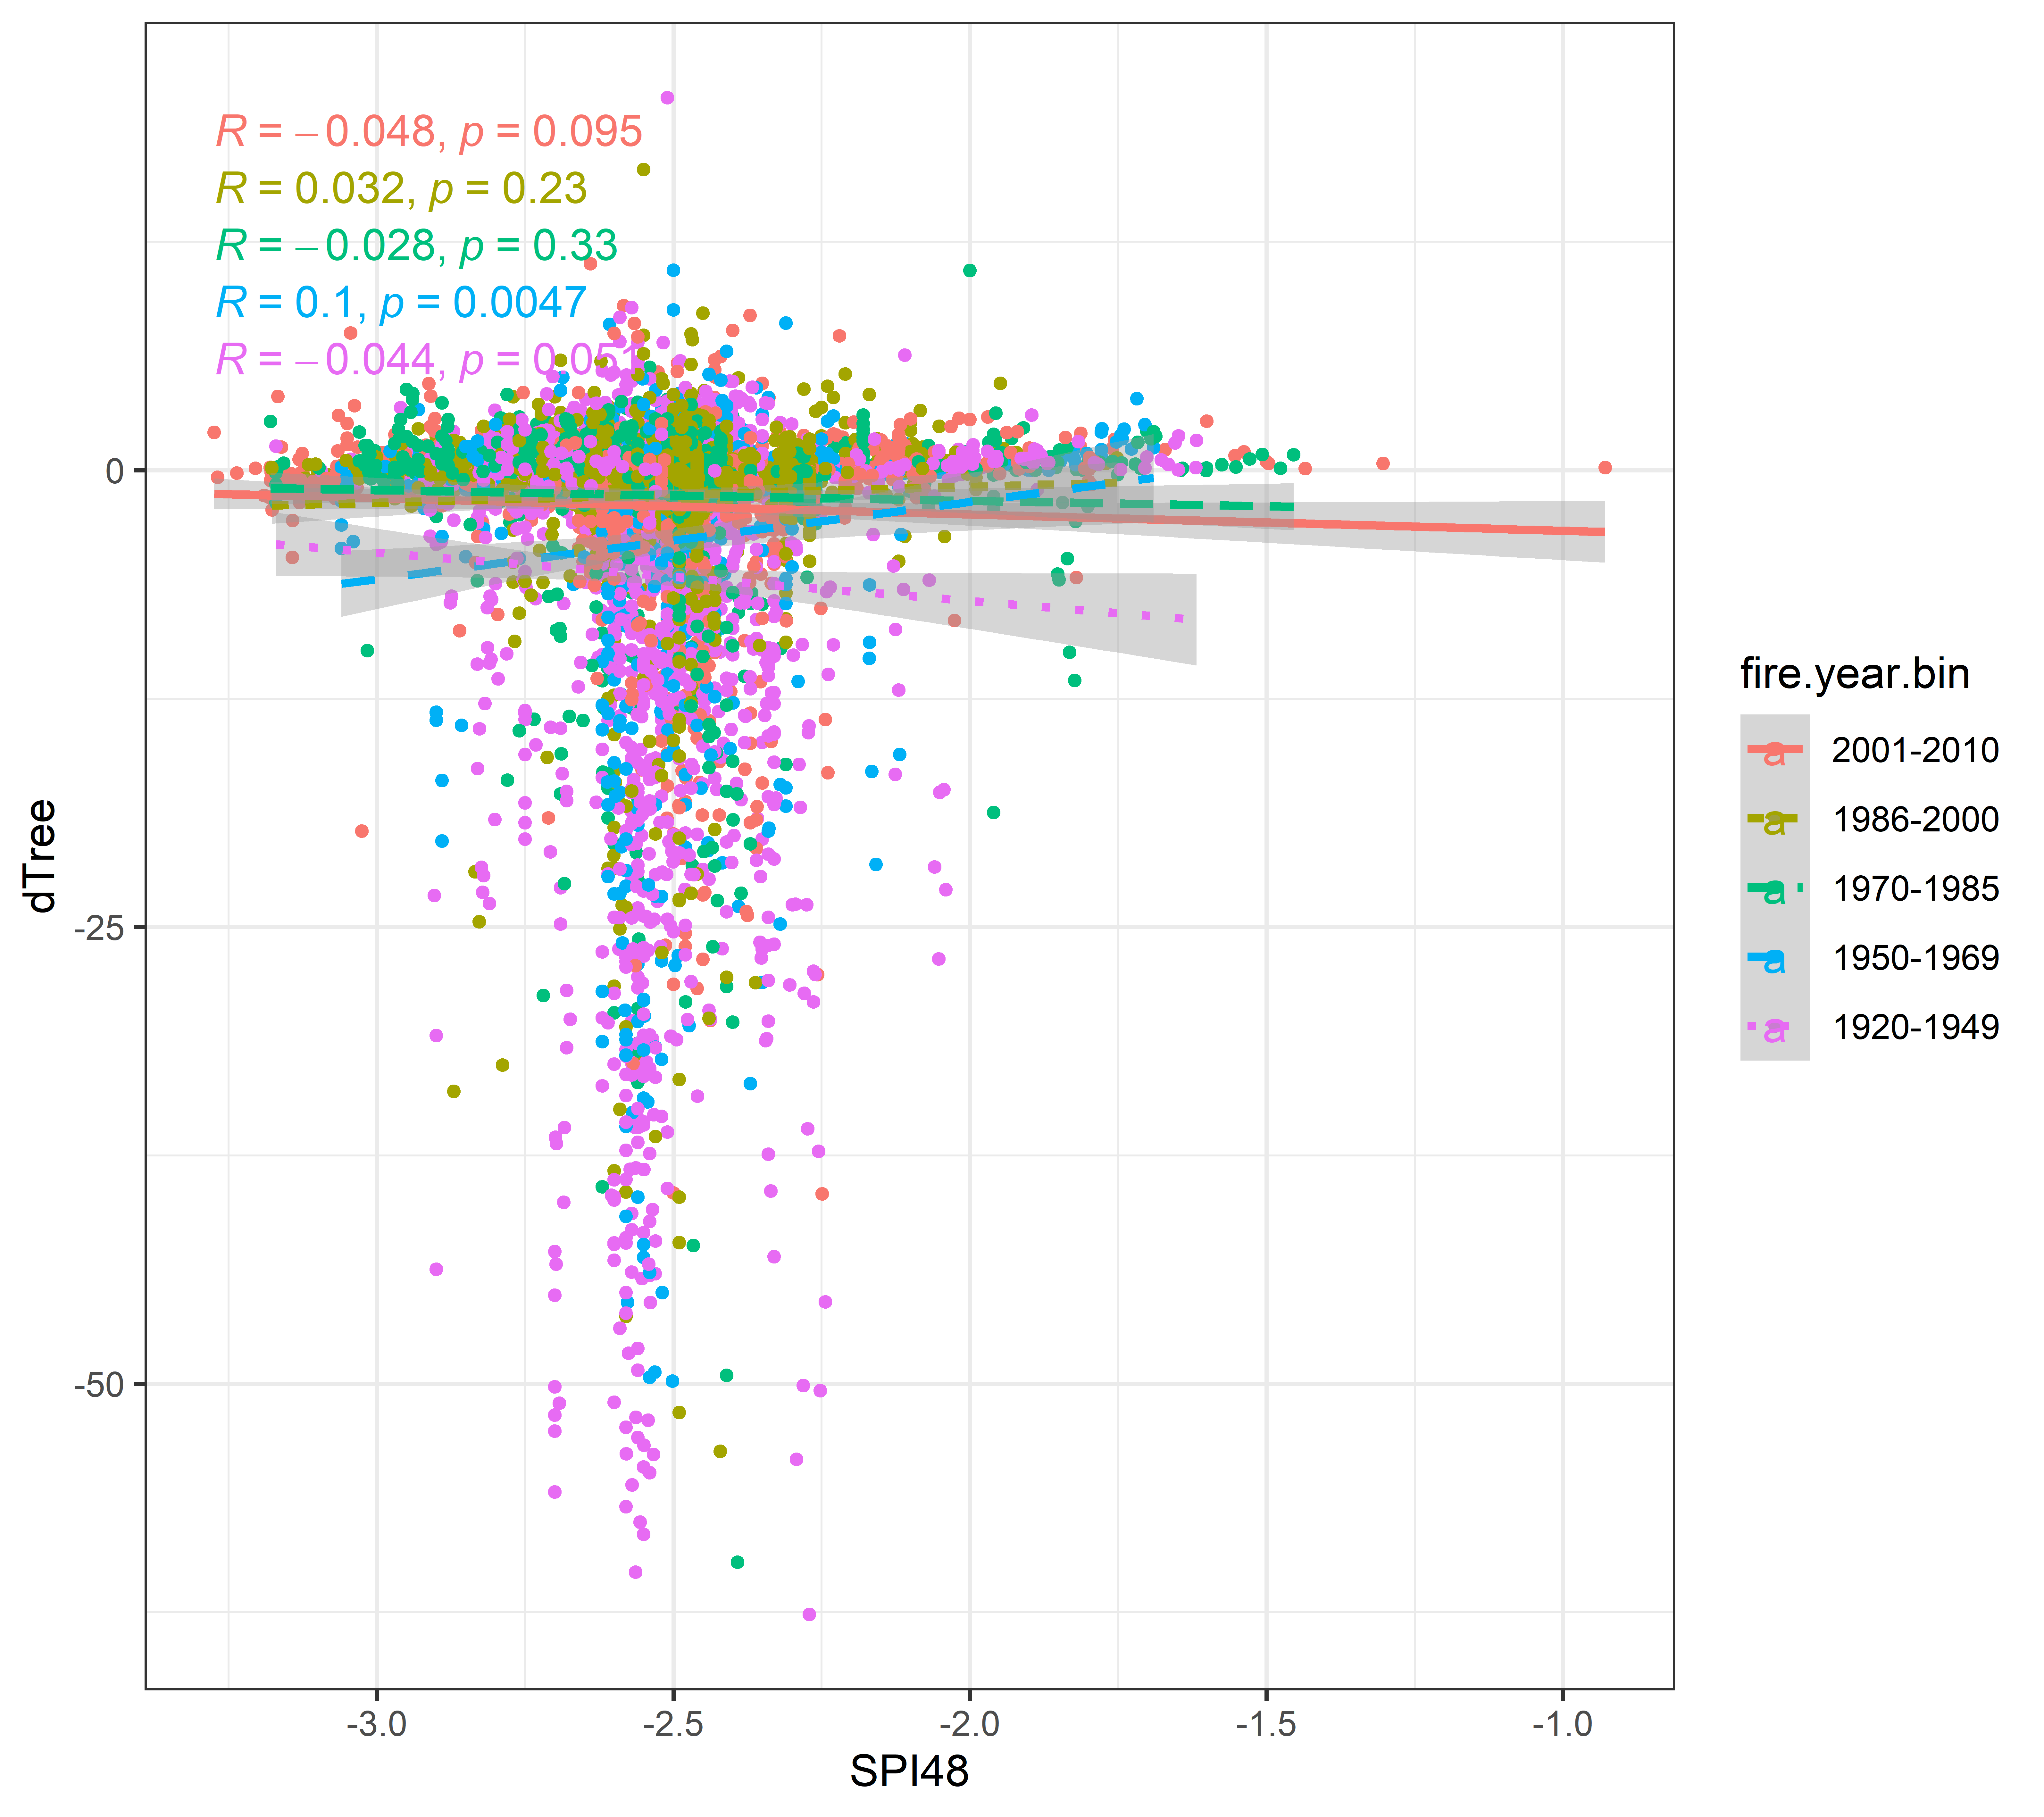 R = −0.048, p = 0.095
R = 0.032, p = 0.23
R = −0.028, p = 0.33
R = 0.1, p = 0.0047
R = −0.044, p = 0.051
0
-25
-50
dTree
-3.0 -2.5 -2.0 -1.5 -1.0
SPI48
fire.year.bin
a 2001-2010
a 1986-2000
a 1970-1985
a 1950-1969
a 1920-1949